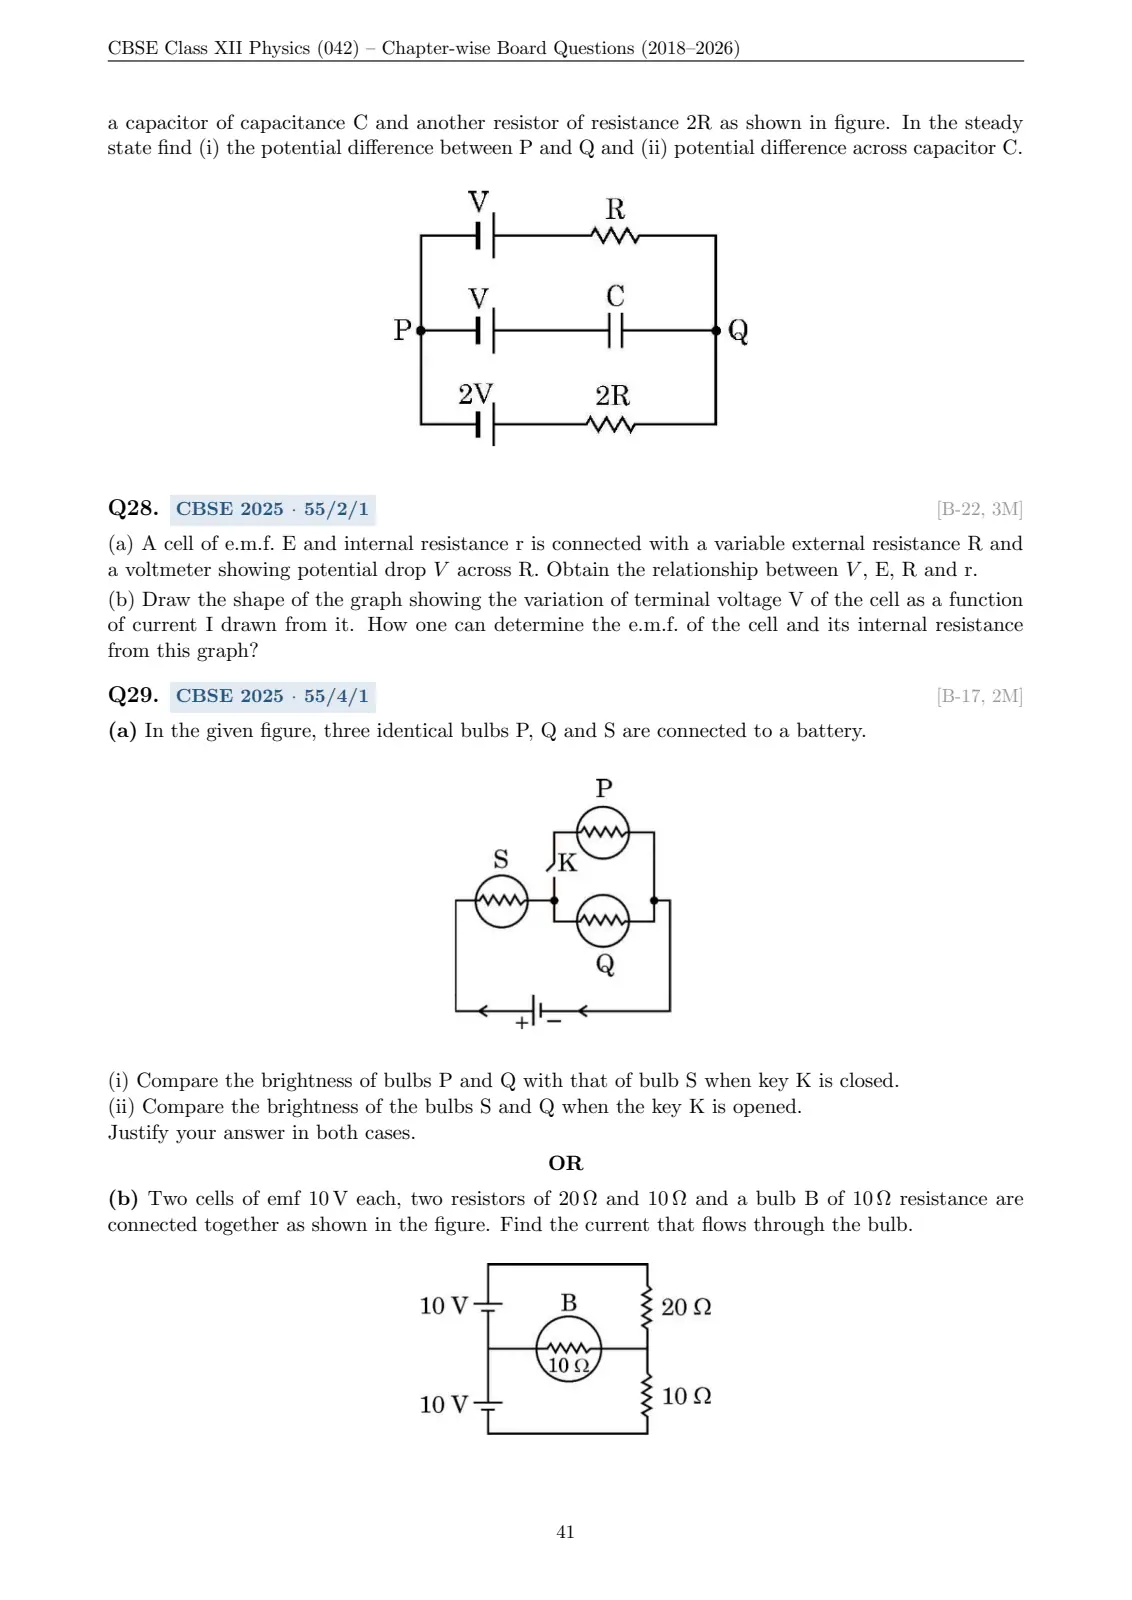 CBSE Class XII Physics (042) – Chapter-wise Board Questions (2018–2026)
a capacitor of capacitance C and another resistor of resistance 2R as shown in figure. In the steady
state find (i) the potential difference between P and Q and (ii) potential difference across capacitor C.
V
R
V
C
P
Q
2V
2R
Q28. CBSE 2025 · 55/2/1 [B-22, 3M]
(a) A cell of e.m.f. E and internal resistance r is connected with a variable external resistance R and
a voltmeter showing potential drop V across R. Obtain the relationship between V, E, R and r.
(b) Draw the shape of the graph showing the variation of terminal voltage V of the cell as a function
of current I drawn from it. How one can determine the e.m.f. of the cell and its internal resistance
from this graph?
Q29. CBSE 2025 · 55/4/1 [B-17, 2M]
(a) In the given figure, three identical bulbs P, Q and S are connected to a battery.
P
S
K
Q
+ −
(i) Compare the brightness of bulbs P and Q with that of bulb S when key K is closed.
(ii) Compare the brightness of the bulbs S and Q when the key K is opened.
Justify your answer in both cases.
OR
(b) Two cells of emf 10 V each, two resistors of 20 Ω and 10 Ω and a bulb B of 10 Ω resistance are
connected together as shown in the figure. Find the current that flows through the bulb.
10 V
B
20 Ω
10 Ω
10 V
10 Ω
41